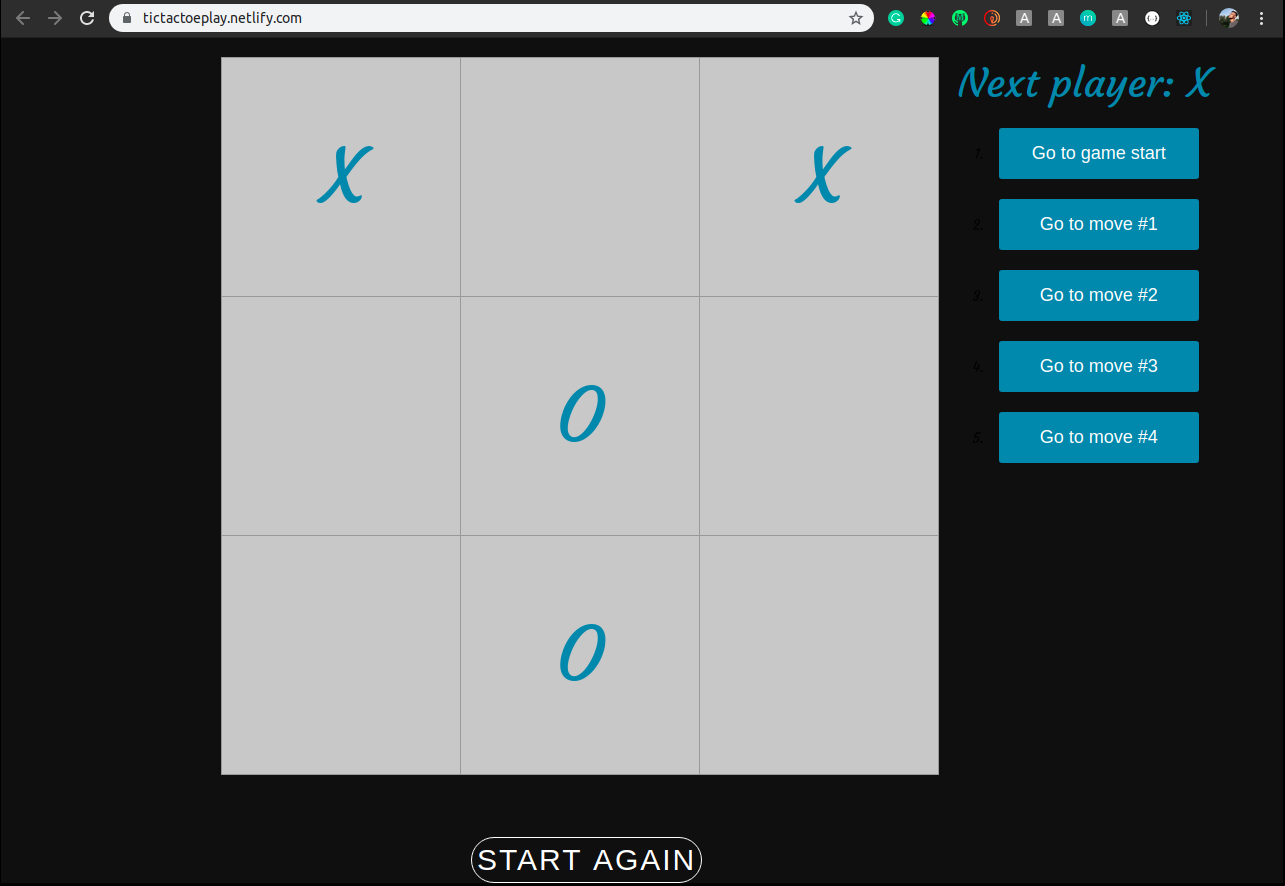 tictactoeplay.netlify.com
X X
O
O
Next player: X
1. Go to game start
2. Go to move #1
3. Go to move #2
4. Go to move #3
5. Go to move #4
START AGAIN